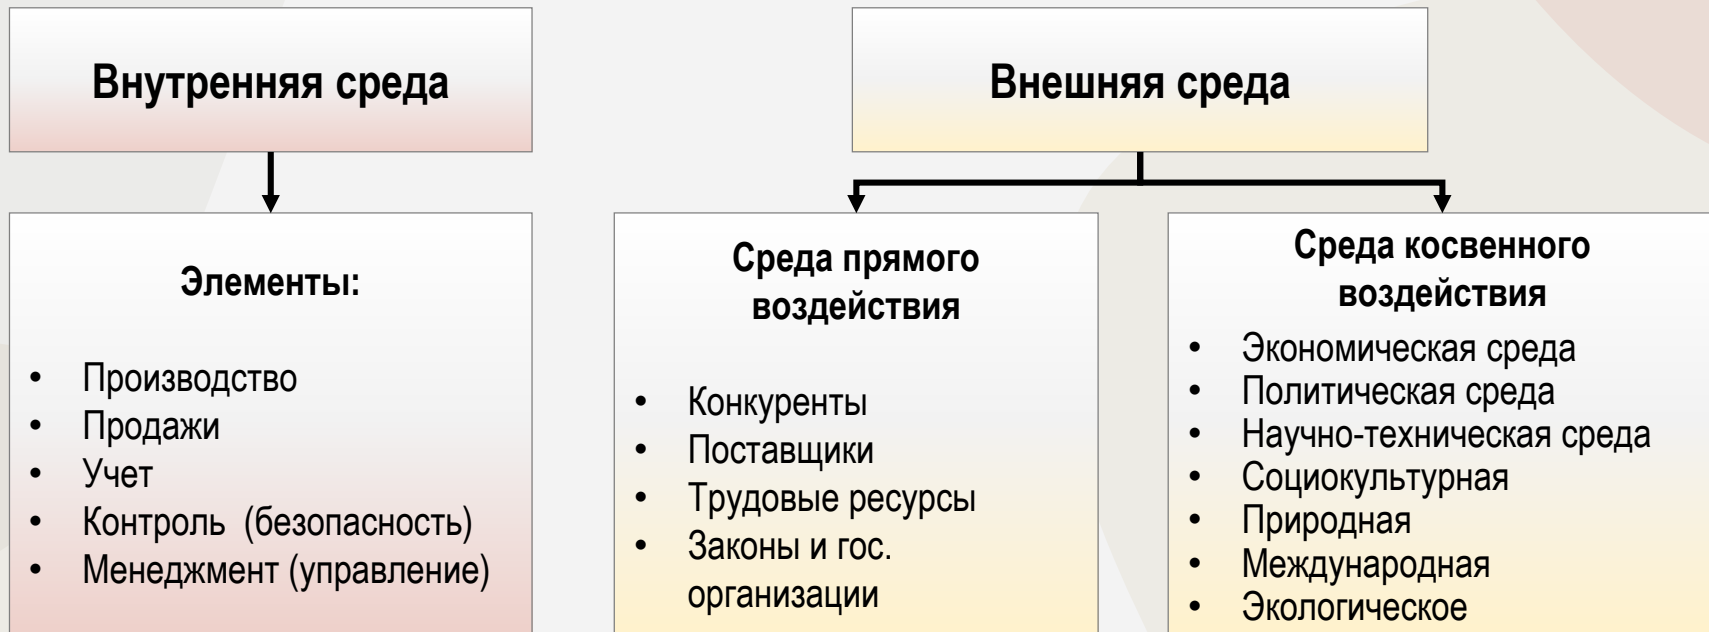 Внутренняя среда
Внешняя среда
Элементы:
• Производство
• Продажи
• Учет
• Контроль (безопасность)
• Менеджмент (управление)
Среда прямого
воздействия
• Конкуренты
• Поставщики
• Трудовые ресурсы
• Законы и гос.
организации
Среда косвенного
воздействия
• Экономическая среда
• Политическая среда
• Научно-техническая среда
• Социокультурная
• Природная
• Международная
• Экологическое